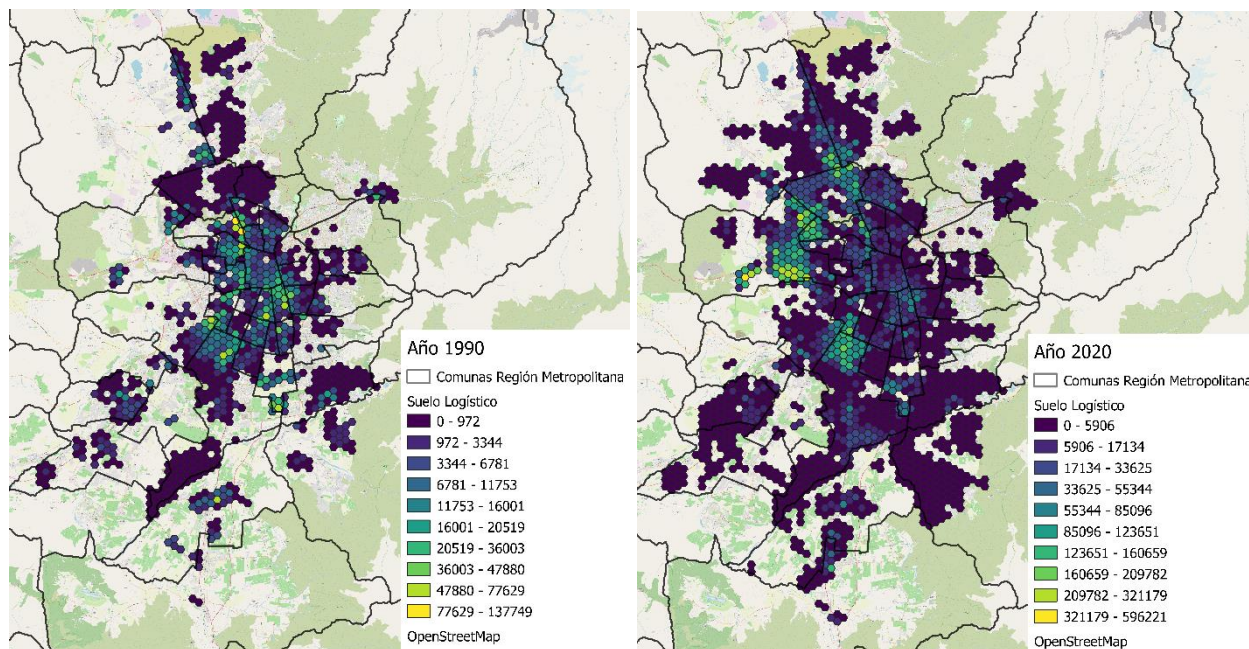 Año 1990
Comunas Región Metropolitana
Suelo Logístico
0 - 972
972 - 3344
3344 - 6781
6781 - 11753
11753 - 16001
16001 - 20519
20519 - 36003
36003 - 47880
47880 - 77629
77629 - 137749
OpenStreetMap
Año 2020
Comunas Región Metropolitana
Suelo Logístico
0 - 5906
5906 - 17134
17134 - 33625
33625 - 55344
55344 - 85096
85096 - 123651
123651 - 160659
160659 - 209782
209782 - 321179
321179 - 596221
OpenStreetMap